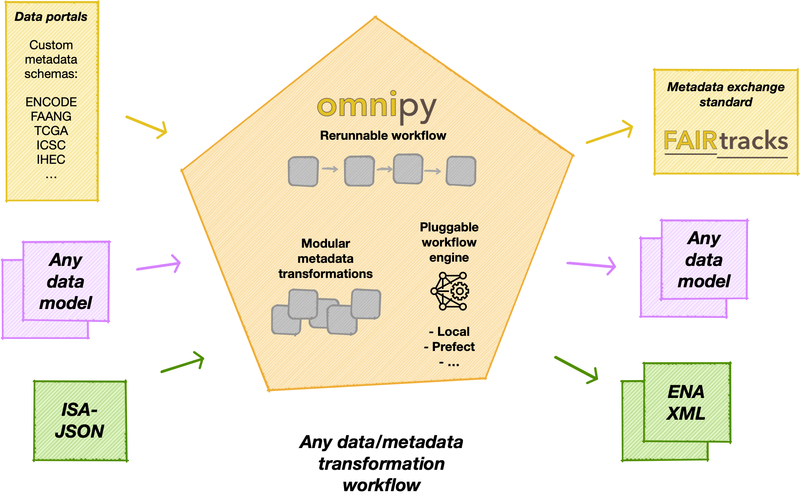 Data portals
Custom
metadata
schemas:
ENCODE
FAANG
TCGA
ICSC
IHEC
...
Any
data
model
ISA-
JSON
omnipy
Rerunnable workflow
Modular
metadata
transformations
Pluggable
workflow
engine
- Local
- Prefect
- ...
Any data/metadata
transformation
workflow
Metadata exchange
standard
FAIRtracks
Any
data
model
ENA
XML